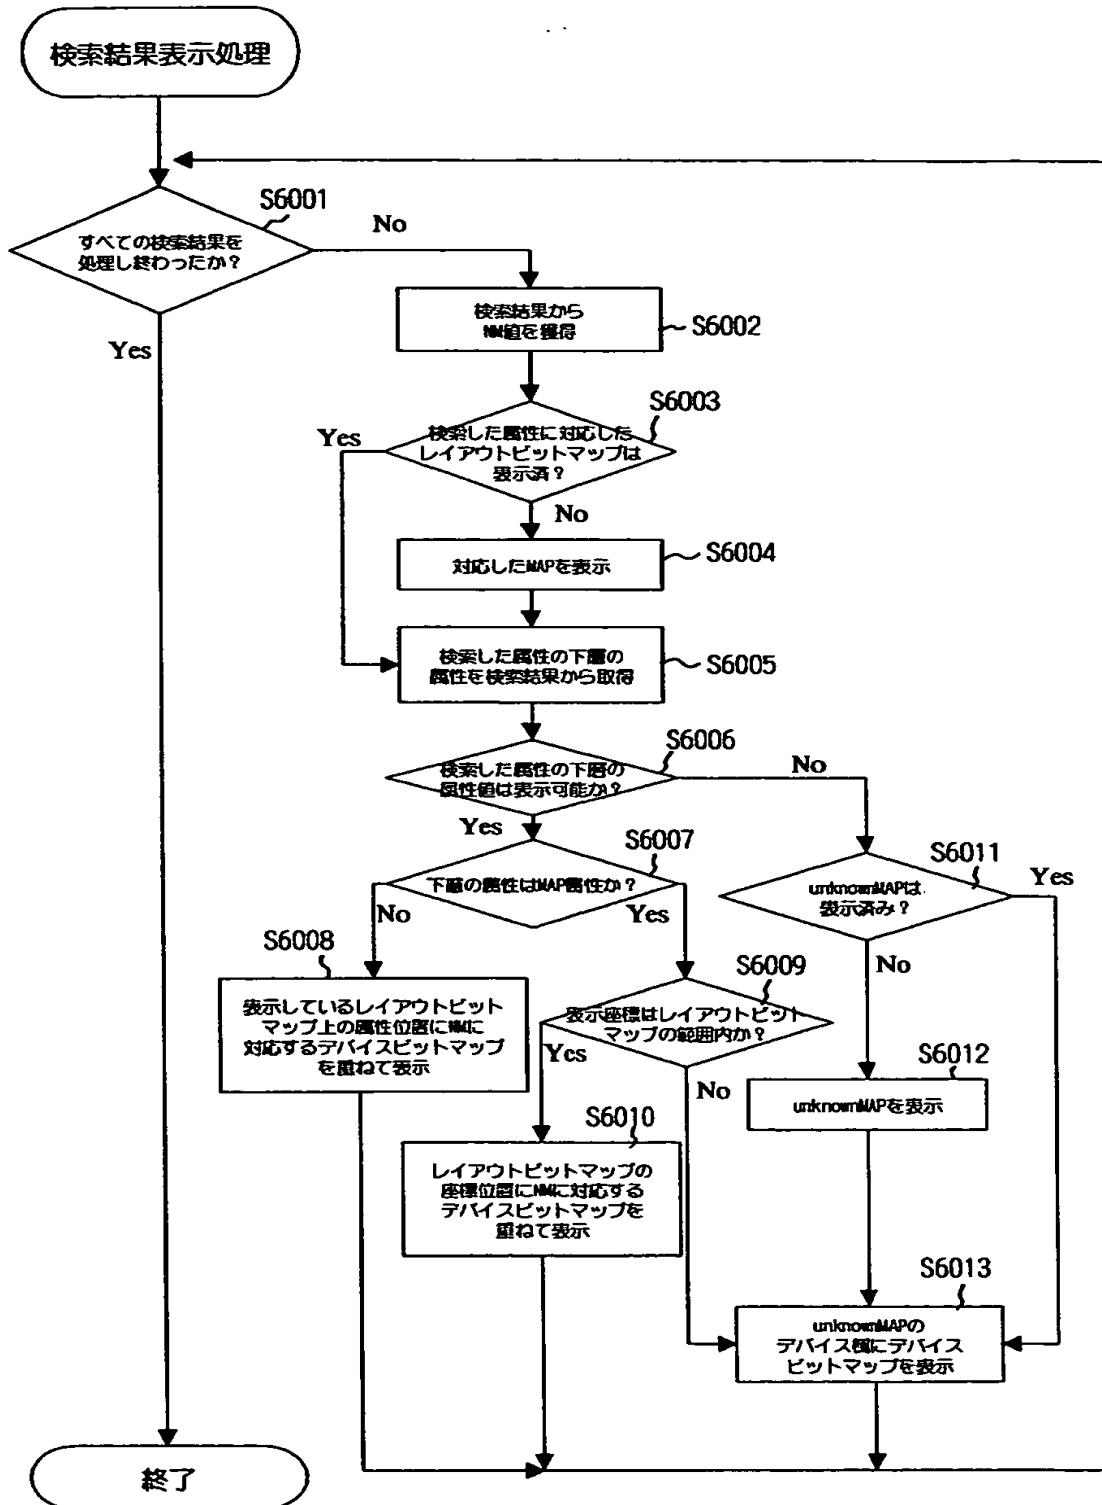 検索結果表示処理
S6001
No
すべての検索結果を
処理し終わったか？
Yes
検索結果から
NM値を獲得
S6002
S6003
Yes
検索した属性に対応した
レイアウトビットマップは
表示済？
No
対応したMAPを表示
S6004
検索した属性の下層の
属性を検索結果から取得
S6005
S6006
検索した属性の下層の
属性値は表示可能か？
No
Yes
S6007
下層の属性はMAP属性か？
No
Yes
S6011
unknownMAPは
表示済み？
Yes
No
S6008
表示しているレイアウトビット
マップ上の属性位置にNMに
対応するデバイスビットマップ
を重ねて表示
S6009
表示座標はレイアウトビット
マップの範囲内か？
Yes
No
S6012
unknownMAPを表示
S6010
レイアウトビットマップの
座標位置にNMに対応する
デバイスビットマップを
重ねて表示
S6013
unknownMAPの
デバイス欄にデバイス
ビットマップを表示
終了